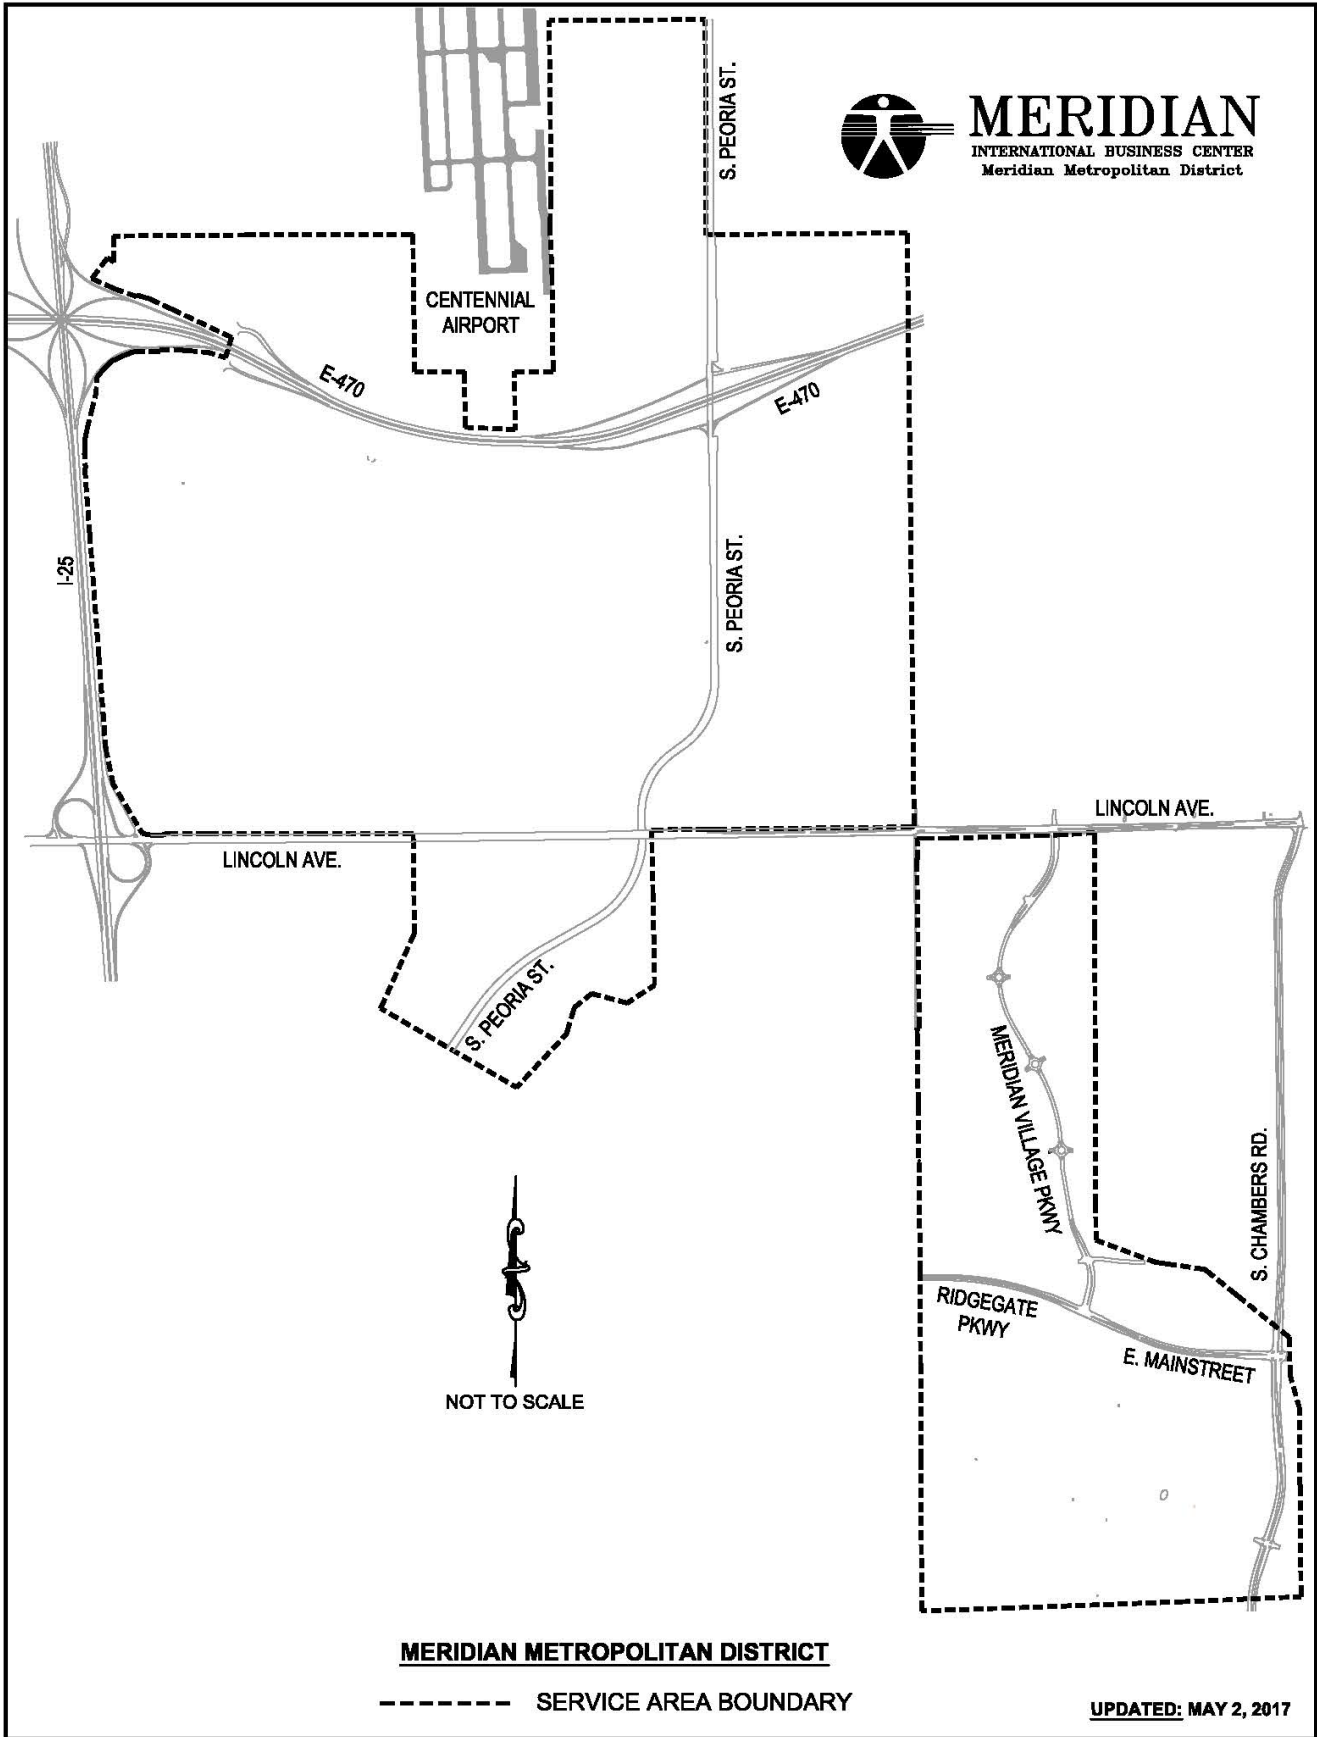 S. PEORIA ST.
MERIDIAN
INTERNATIONAL BUSINESS CENTER
Meridian Metropolitan District
CENTENNIAL
AIRPORT
E-470
E-470
I-25
S. PEORIA ST.
LINCOLN AVE.
LINCOLN AVE.
S. PEORIA ST.
MERIDIAN VILLAGE PKWY
S. CHAMBERS RD.
RIDGEGATE
PKWY
E. MAINSTREET
NOT TO SCALE
MERIDIAN METROPOLITAN DISTRICT
SERVICE AREA BOUNDARY
UPDATED: MAY 2, 2017